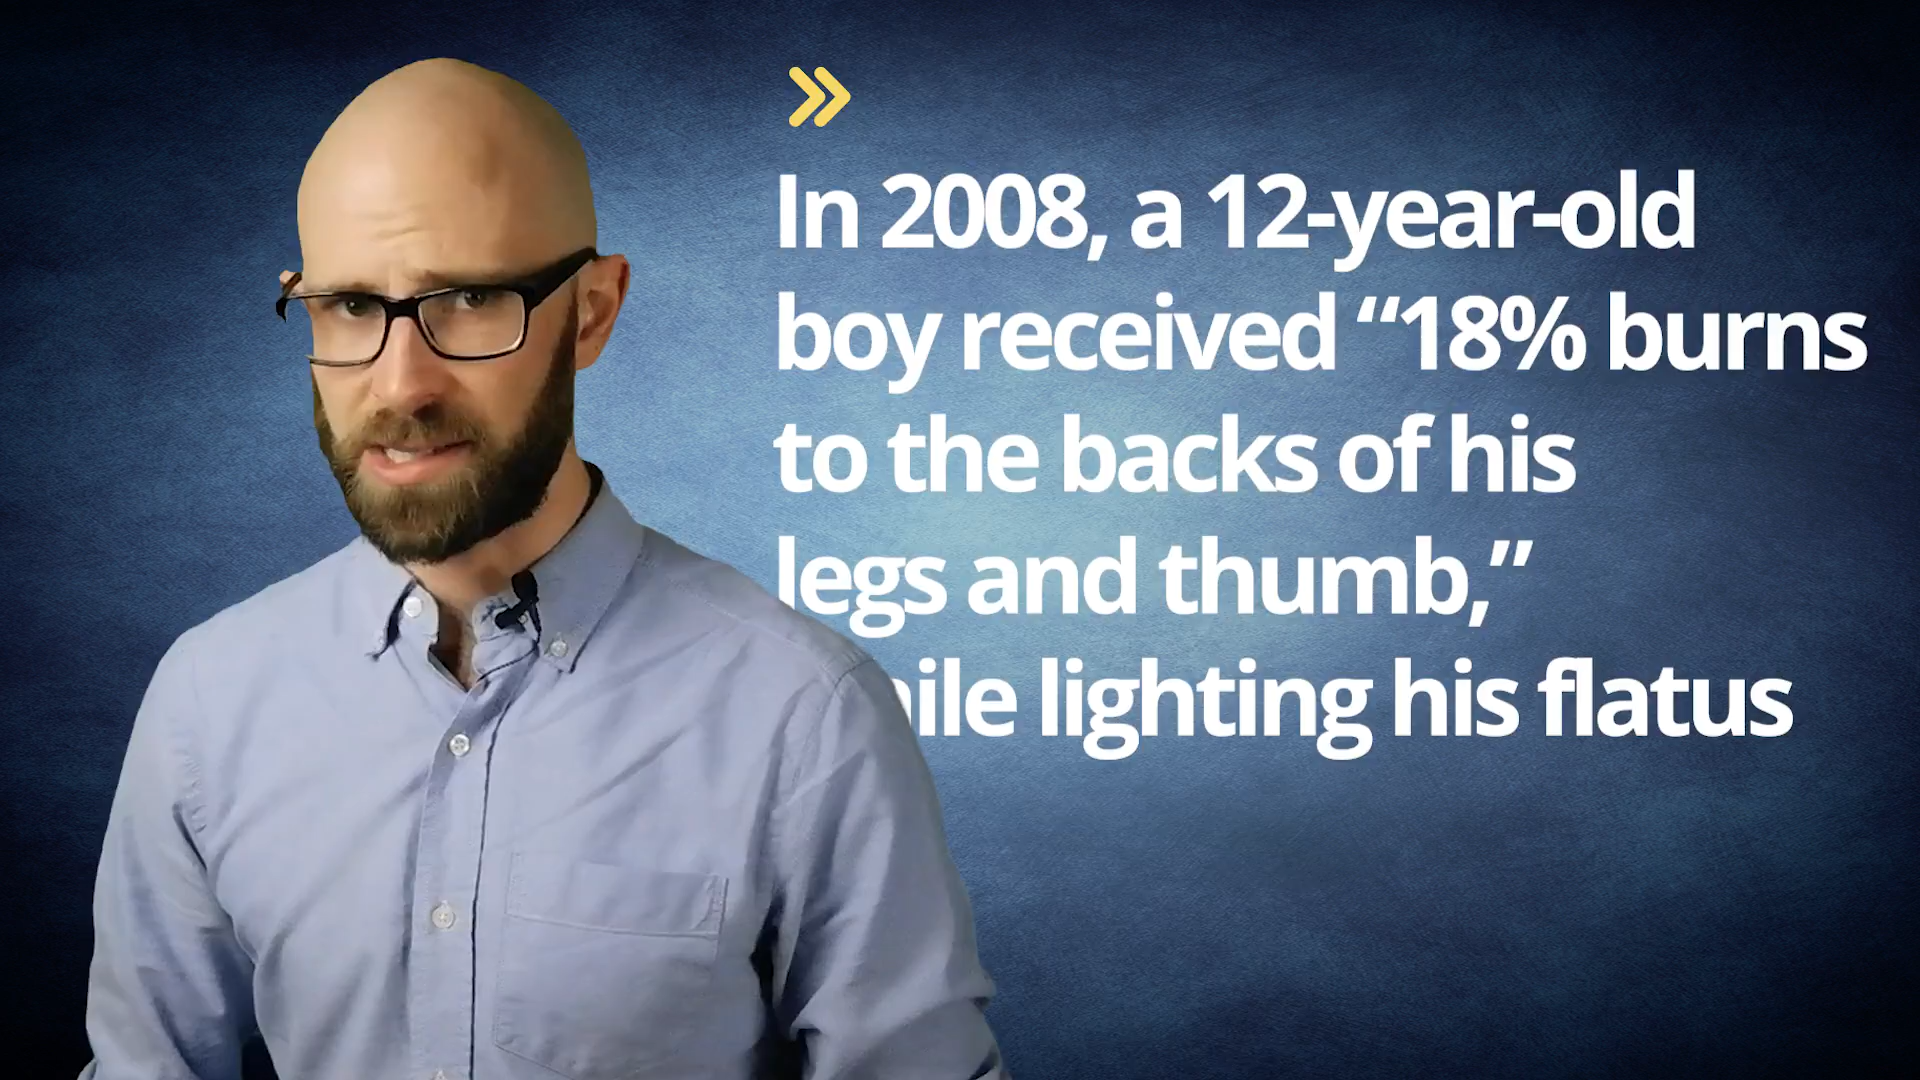 In 2008, a 12-year-old
boy received “18% burns
to the backs of his
legs and thumb,”
lighting his flatus